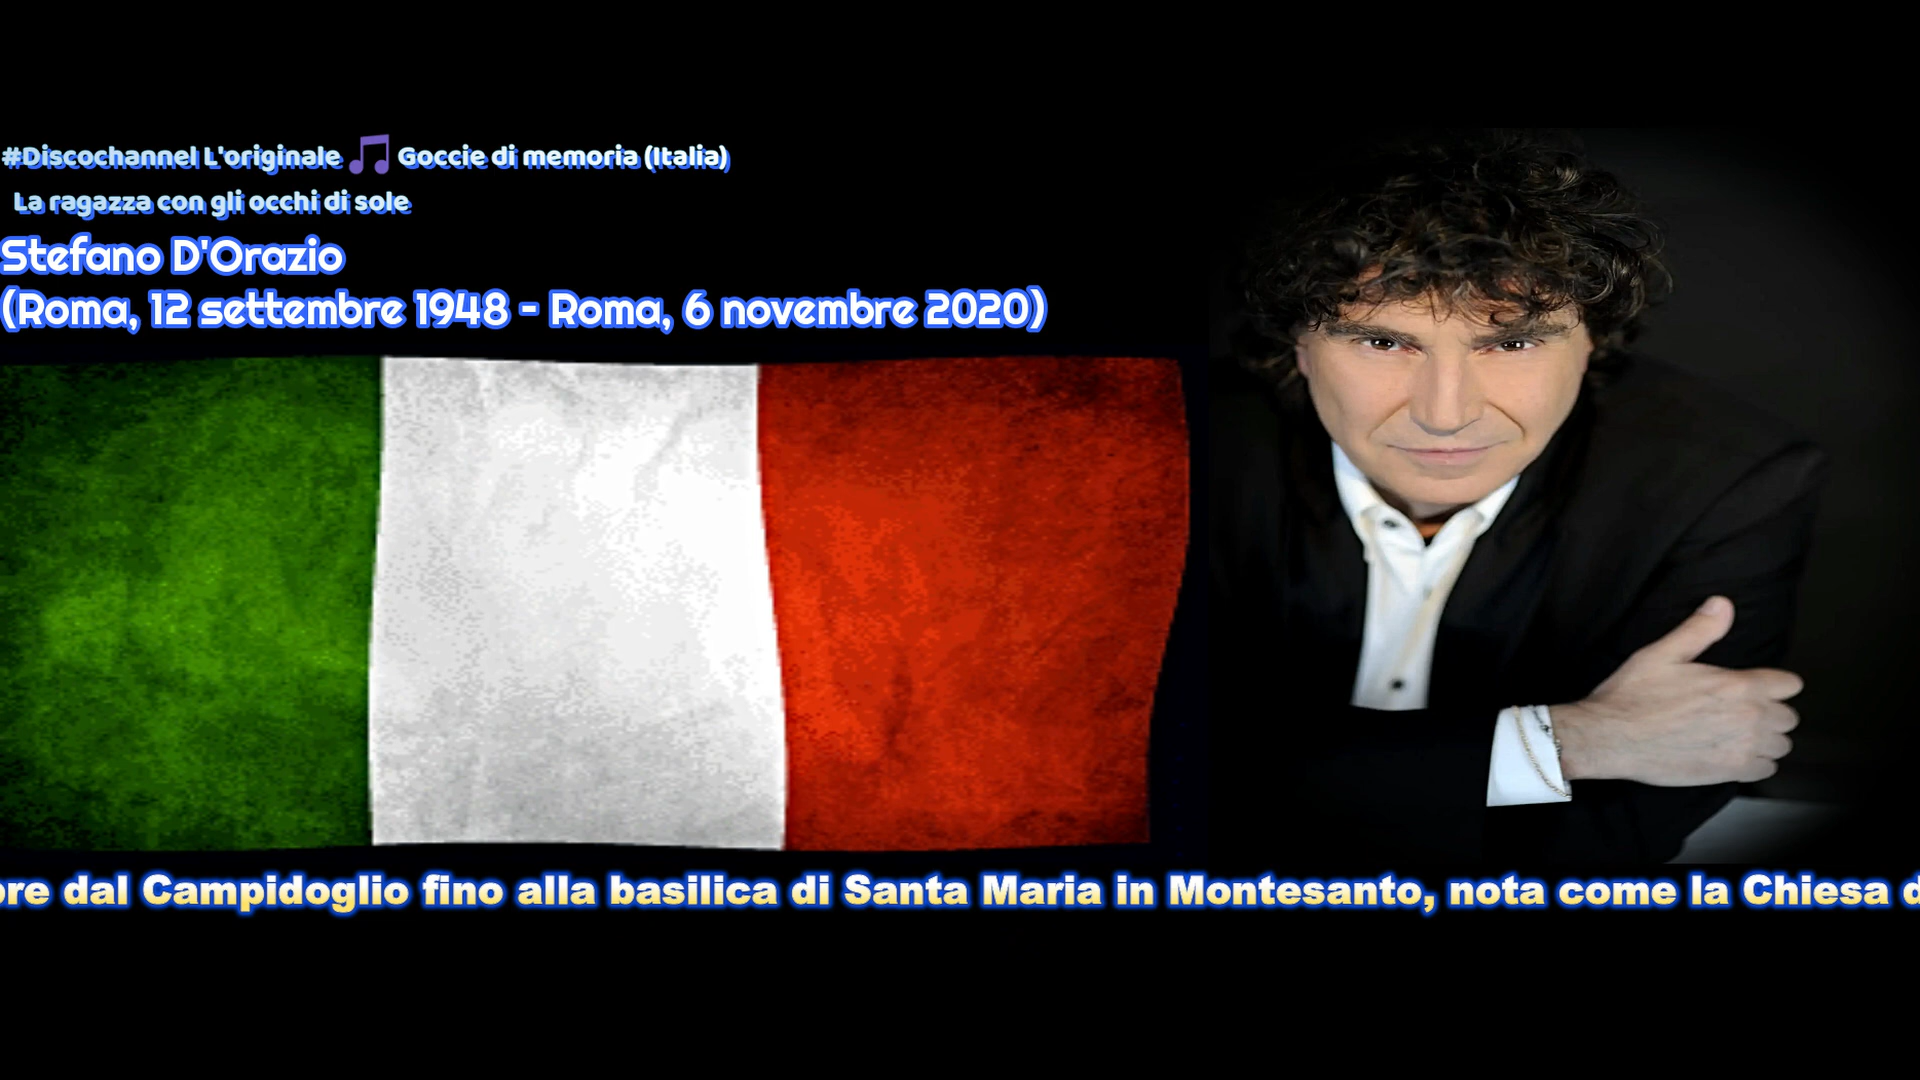 #Discochannel L'originale 🎵 Goccie di memoria (Italia)
La ragazza con gli occhi di sole
Stefano D'Orazio
(Roma, 12 settembre 1948 - Roma, 6 novembre 2020)
dal Campidoglio fino alla basilica di Santa Maria in Montesanto, nota come la Chiesa